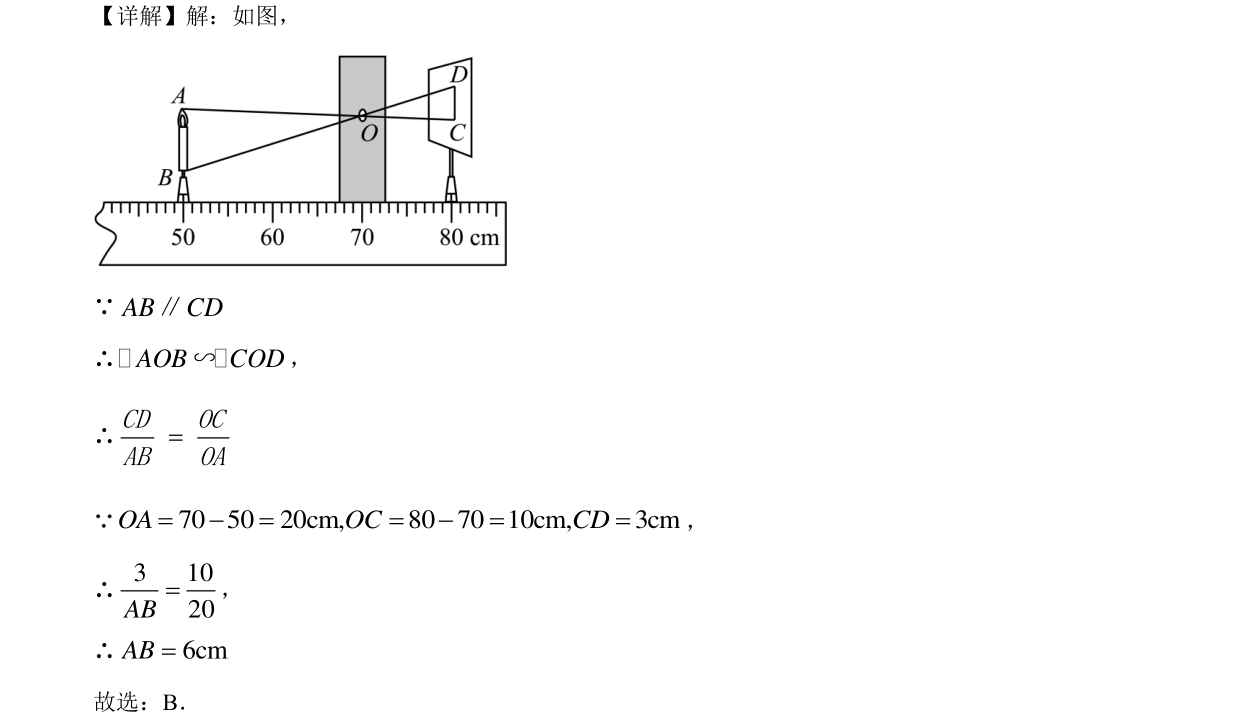 【详解】解：如图，
A
D
O
C
B
50 60 70 80 cm
∵ AB∥CD
∴□AOB∽□COD，
∴CD/AB = OC/OA
∵OA=70−50=20cm,OC=80−70=10cm,CD=3cm，
∴3/AB=10/20，
∴AB=6cm
故选：B．